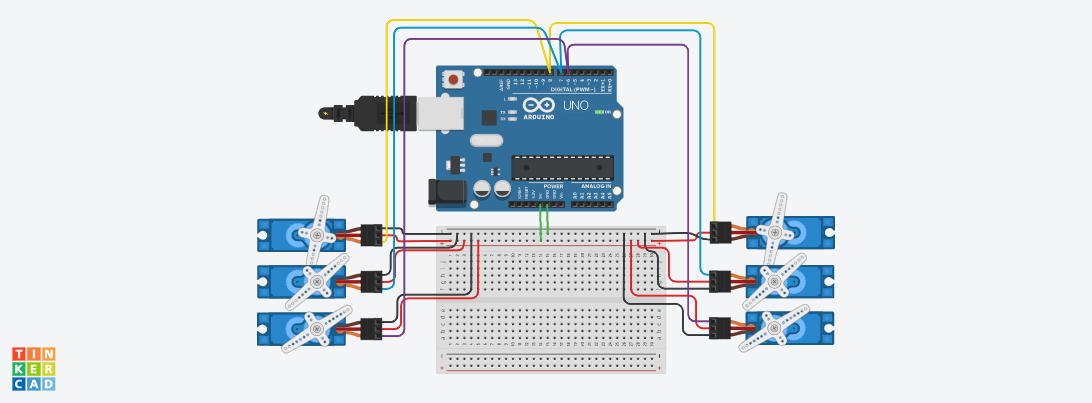 AREF
GND
13
12
~11
~10
~9
8
7
~6
~5
4
~3
2
TX→1
RX←0
DIGITAL (PWM~)
L
TX
RX
UNO
ON
ARDUINO
POWER
ANALOG IN
IOREF
RESET
3.3V
5V
GND
GND
Vin
A0
A1
A2
A3
A4
A5
TIN
KER
CAD